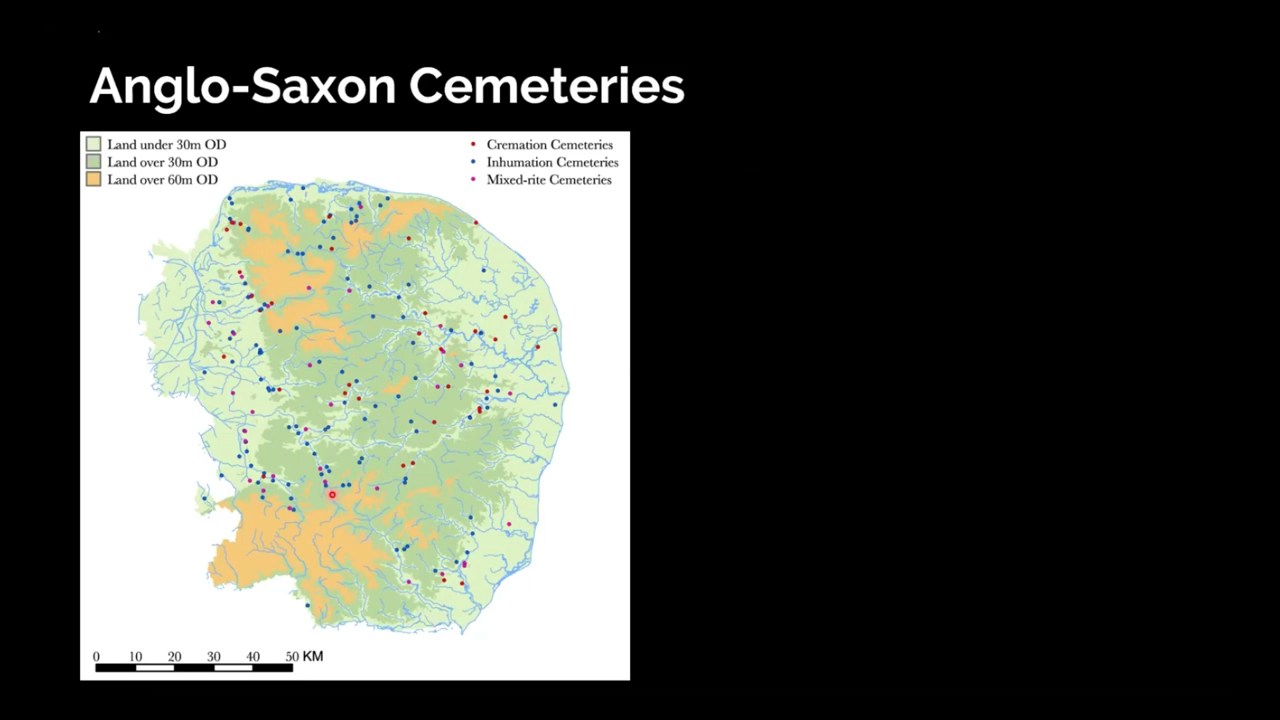 Anglo-Saxon Cemeteries
Land under 30m OD
Land over 30m OD
Land over 60m OD
Cremation Cemeteries
Inhumation Cemeteries
Mixed-rite Cemeteries
0 10 20 30 40 50 KM